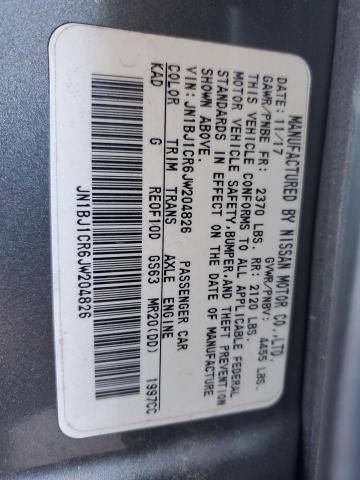 MANUFACTURED BY NISSAN MOTOR CO.,LTD.
DATE: 11/17 GVWR/PNBV: 4455 LBS.
GAWR/PNBE FR: 2370 LBS. RR: 2120 LBS.
THIS VEHICLE CONFORMS TO ALL APPLICABLE FEDERAL
MOTOR VEHICLE SAFETY,BUMPER,AND THEFT PREVENTION
STANDARDS IN EFFECT ON THE DATE OF MANUFACTURE
SHOWN ABOVE.
VIN:JN1BJ1CR6JW204826 PASSENGER CAR
COLOR TRIM TRANS AXLE ENGINE
KAD G RE0F10D GS63 MR20(DD) 1997CC
JN1BJ1CR6JW204826